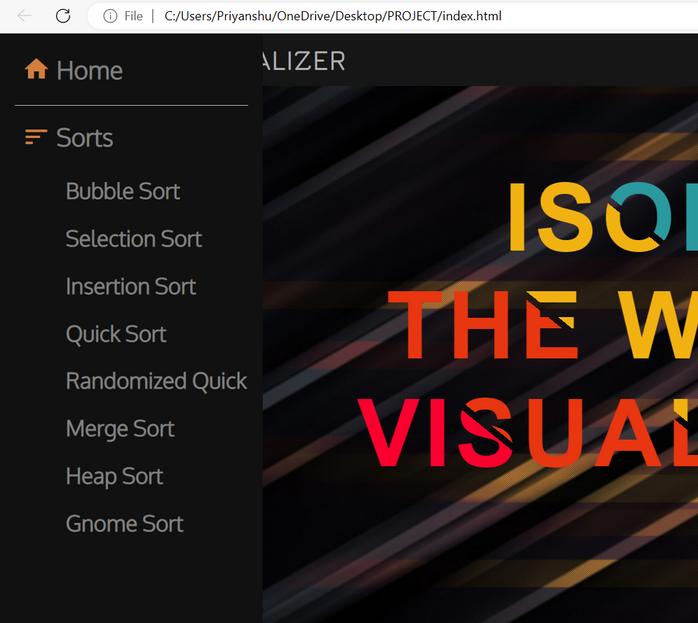 File | C:/Users/Priyanshu/OneDrive/Desktop/PROJECT/index.html
Home
ALIZER
Sorts
Bubble Sort
Selection Sort
Insertion Sort
Quick Sort
Randomized Quick
Merge Sort
Heap Sort
Gnome Sort
ISO
THE W
VISUAL